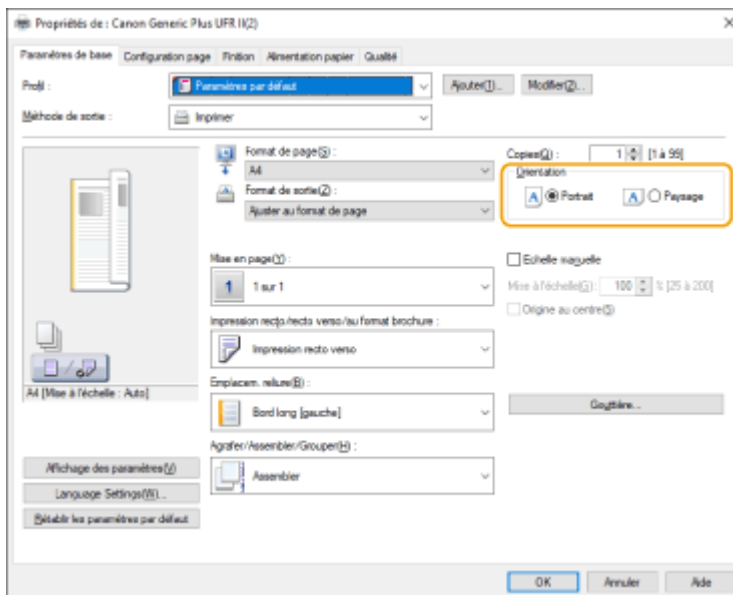 Propriétés de : Canon Generic Plus UFR II(2)
Paramètres de base Configuration page Finition Alimentation papier Qualité
Profil : Paramètres par défaut Ajouter(1)... Modifier(2)...
Méthode de sortie : Imprimer
Format de page(S) :
A4
Copies(Q) : 1 [1 à 99]
Orientation
A Portrait A Paysage
Format de sortie(Z) :
Ajuster au format de page
Mise en page(Y) :
1 1 sur 1
Echelle manuelle
Mise à l'échelle(G) : 100 % [25 à 200]
Origine au centre(5)
Impression recto/recto verso/au format brochure :
Impression recto verso
Emplacem. reliure(B) :
Bord long [gauche]
Gouttière...
A4 [Mise à l'échelle : Auto]
Agrafer/Assembler/Grouper(H) :
Assembler
Affichage des paramètres(V)
Language Settings(W)...
Rétablir les paramètres par défaut
OK Annuler Aide